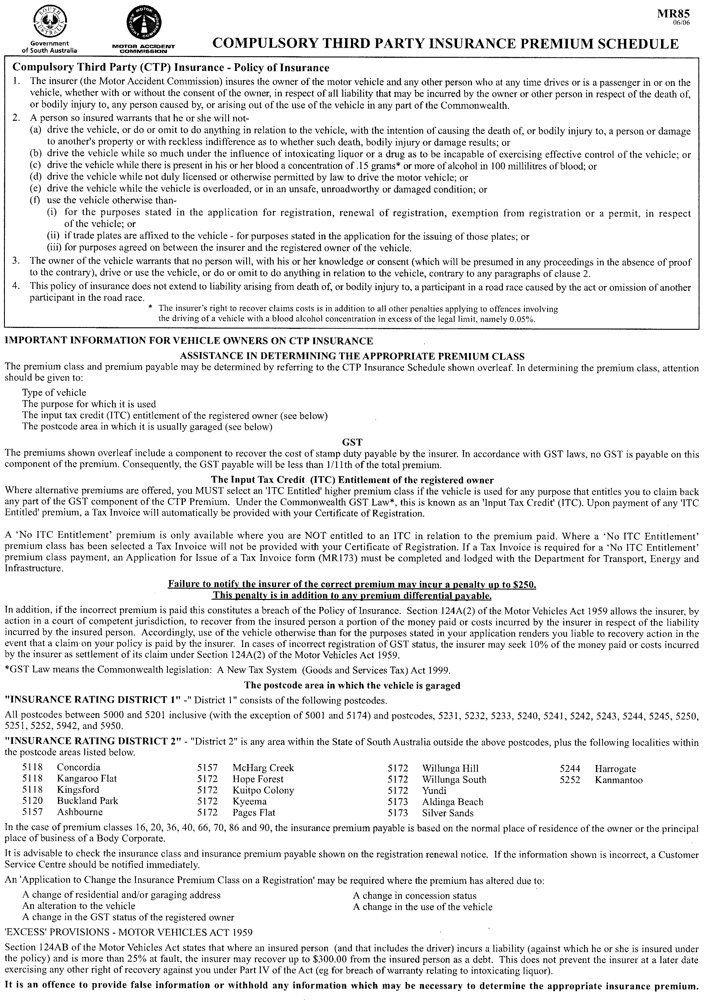 MR85
06/06
SOUTH AUSTRALIA
Government
of South Australia
MOTOR ACCIDENT COMMISSION
MOTOR ACCIDENT
COMMISSION
COMPULSORY THIRD PARTY INSURANCE PREMIUM SCHEDULE
Compulsory Third Party (CTP) Insurance - Policy of Insurance
1. The insurer (the Motor Accident Commission) insures the owner of the motor vehicle and any other person who at any time drives or is a passenger in or on the
vehicle, whether with or without the consent of the owner, in respect of all liability that may be incurred by the owner or other person in respect of the death of,
or bodily injury to, any person caused by, or arising out of the use of the vehicle in any part of the Commonwealth.
2. A person so insured warrants that he or she will not-
(a) drive the vehicle, or do or omit to do anything in relation to the vehicle, with the intention of causing the death of, or bodily injury to, a person or damage
to another's property or with reckless indifference as to whether such death, bodily injury or damage results; or
(b) drive the vehicle while so much under the influence of intoxicating liquor or a drug as to be incapable of exercising effective control of the vehicle; or
(c) drive the vehicle while there is present in his or her blood a concentration of .15 grams* or more of alcohol in 100 millilitres of blood; or
(d) drive the vehicle while not duly licensed or otherwise permitted by law to drive the motor vehicle; or
(e) drive the vehicle while the vehicle is overloaded, or in an unsafe, unroadworthy or damaged condition; or
(f) use the vehicle otherwise than-
(i) for the purposes stated in the application for registration, renewal of registration, exemption from registration or a permit, in respect
of the vehicle; or
(ii) if trade plates are affixed to the vehicle - for purposes stated in the application for the issuing of those plates; or
(iii) for purposes agreed on between the insurer and the registered owner of the vehicle.
3. The owner of the vehicle warrants that no person will, with his or her knowledge or consent (which will be presumed in any proceedings in the absence of proof
to the contrary), drive or use the vehicle, or do or omit to do anything in relation to the vehicle, contrary to any paragraphs of clause 2.
4. This policy of insurance does not extend to liability arising from death of, or bodily injury to, a participant in a road race caused by the act or omission of another
participant in the road race.
* The insurer's right to recover claims costs is in addition to all other penalties applying to offences involving
the driving of a vehicle with a blood alcohol concentration in excess of the legal limit, namely 0.05%.
IMPORTANT INFORMATION FOR VEHICLE OWNERS ON CTP INSURANCE
ASSISTANCE IN DETERMINING THE APPROPRIATE PREMIUM CLASS
The premium class and premium payable may be determined by referring to the CTP Insurance Schedule shown overleaf. In determining the premium class, attention
should be given to:
Type of vehicle
The purpose for which it is used
The input tax credit (ITC) entitlement of the registered owner (see below)
The postcode area in which it is usually garaged (see below)
GST
The premiums shown overleaf include a component to recover the cost of stamp duty payable by the insurer. In accordance with GST laws, no GST is payable on this
component of the premium. Consequently, the GST payable will be less than 1/11th of the total premium.
The Input Tax Credit (ITC) Entitlement of the registered owner
Where alternative premiums are offered, you MUST select an 'ITC Entitled' higher premium class if the vehicle is used for any purpose that entitles you to claim back
any part of the GST component of the CTP Premium. Under the Commonwealth GST Law*, this is known as an 'Input Tax Credit' (ITC). Upon payment of any 'ITC
Entitled' premium, a Tax Invoice will automatically be provided with your Certificate of Registration.
A ‘No ITC Entitlement’ premium is only available where you are NOT entitled to an ITC in relation to the premium paid. Where a ‘No ITC Entitlement’
premium class has been selected a Tax Invoice will not be provided with your Certificate of Registration. If a Tax Invoice is required for a ‘No ITC Entitlement’
premium class payment, an Application for Issue of a Tax Invoice form (MR173) must be completed and lodged with the Department for Transport, Energy and
Infrastructure.
Failure to notify the insurer of the correct premium may incur a penalty up to $250.
This penalty is in addition to any premium differential payable.
In addition, if the incorrect premium is paid this constitutes a breach of the Policy of Insurance. Section 124A(2) of the Motor Vehicles Act 1959 allows the insurer, by
action in a court of competent jurisdiction, to recover from the insured person a portion of the money paid or costs incurred by the insurer in respect of the liability
incurred by the insured person. Accordingly, use of the vehicle otherwise than for the purposes stated in your application renders you liable to recovery action in the
event that a claim on your policy is paid by the insurer. In cases of incorrect registration of GST status, the insurer may seek 10% of the money paid or costs incurred
by the insurer as settlement of its claim under Section 124A(2) of the Motor Vehicles Act 1959.
*GST Law means the Commonwealth legislation: A New Tax System (Goods and Services Tax) Act 1999.
The postcode area in which the vehicle is garaged
"INSURANCE RATING DISTRICT 1" -" District 1" consists of the following postcodes.
All postcodes between 5000 and 5201 inclusive (with the exception of 5001 and 5174) and postcodes, 5231, 5232, 5233, 5240, 5241, 5242, 5243, 5244, 5245, 5250,
5251, 5252, 5942, and 5950.
"INSURANCE RATING DISTRICT 2" - "District 2" is any area within the State of South Australia outside the above postcodes, plus the following localities within
the postcode areas listed below.
5118 Concordia 5157 McHarg Creek 5172 Willunga Hill 5244 Harrogate
5118 Kangaroo Flat 5172 Hope Forest 5172 Willunga South 5252 Kanmantoo
5118 Kingsford 5172 Kuitpo Colony 5172 Yundi
5120 Buckland Park 5172 Kyeema 5173 Aldinga Beach
5157 Ashbourne 5172 Pages Flat 5173 Silver Sands
In the case of premium classes 16, 20, 36, 40, 66, 70, 86 and 90, the insurance premium payable is based on the normal place of residence of the owner or the principal
place of business of a Body Corporate.
It is advisable to check the insurance class and insurance premium payable shown on the registration renewal notice. If the information shown is incorrect, a Customer
Service Centre should be notified immediately.
An 'Application to Change the Insurance Premium Class on a Registration' may be required where the premium has altered due to:
A change of residential and/or garaging address A change in concession status
An alteration to the vehicle A change in the use of the vehicle
A change in the GST status of the registered owner
'EXCESS' PROVISIONS - MOTOR VEHICLES ACT 1959
Section 124AB of the Motor Vehicles Act states that where an insured person (and that includes the driver) incurs a liability (against which he or she is insured under
the policy) and is more than 25% at fault, the insurer may recover up to $300.00 from the insured person as a debt. This does not prevent the insurer at a later date
exercising any other right of recovery against you under Part IV of the Act (eg for breach of warranty relating to intoxicating liquor).
It is an offence to provide false information or withhold any information which may be necessary to determine the appropriate insurance premium.